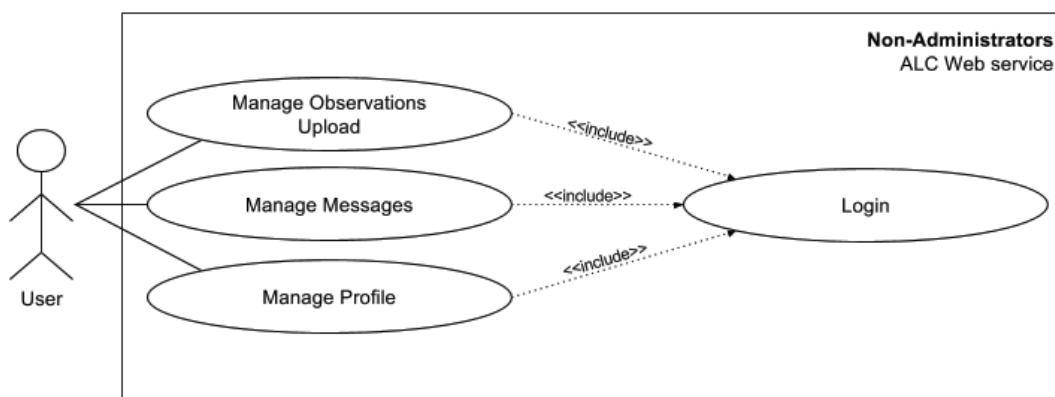 Non-Administrators
ALC Web service
Manage Observations
Upload
<<include>>
Manage Messages
<<include>>
Login
Manage Profile
<<include>>
User